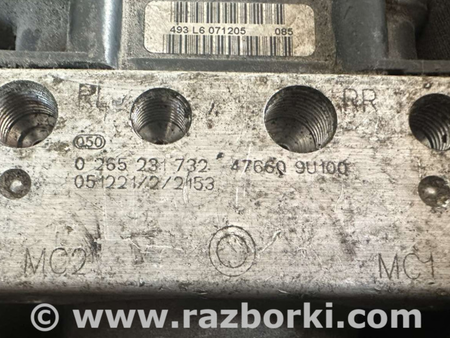 493 L6 071205 085
RL RR
050
0 265 231 732 47660 9U100
051221/2/2153
MC2 MC1
www.razborki.com